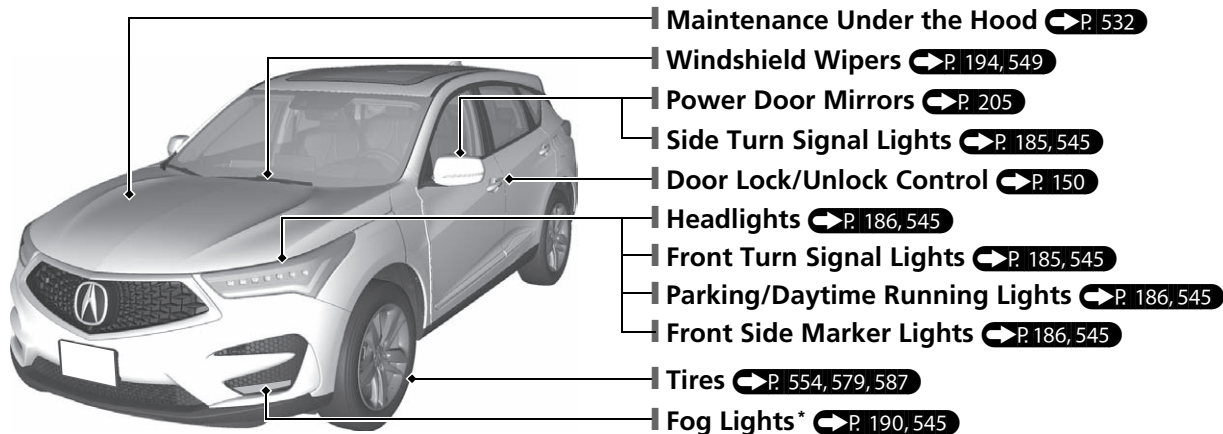 Maintenance Under the Hood P. 532
Windshield Wipers P. 194, 549
Power Door Mirrors P. 205
Side Turn Signal Lights P. 185, 545
Door Lock/Unlock Control P. 150
Headlights P. 186, 545
Front Turn Signal Lights P. 185, 545
Parking/Daytime Running Lights P. 186, 545
Front Side Marker Lights P. 186, 545
Tires P. 554, 579, 587
Fog Lights* P. 190, 545